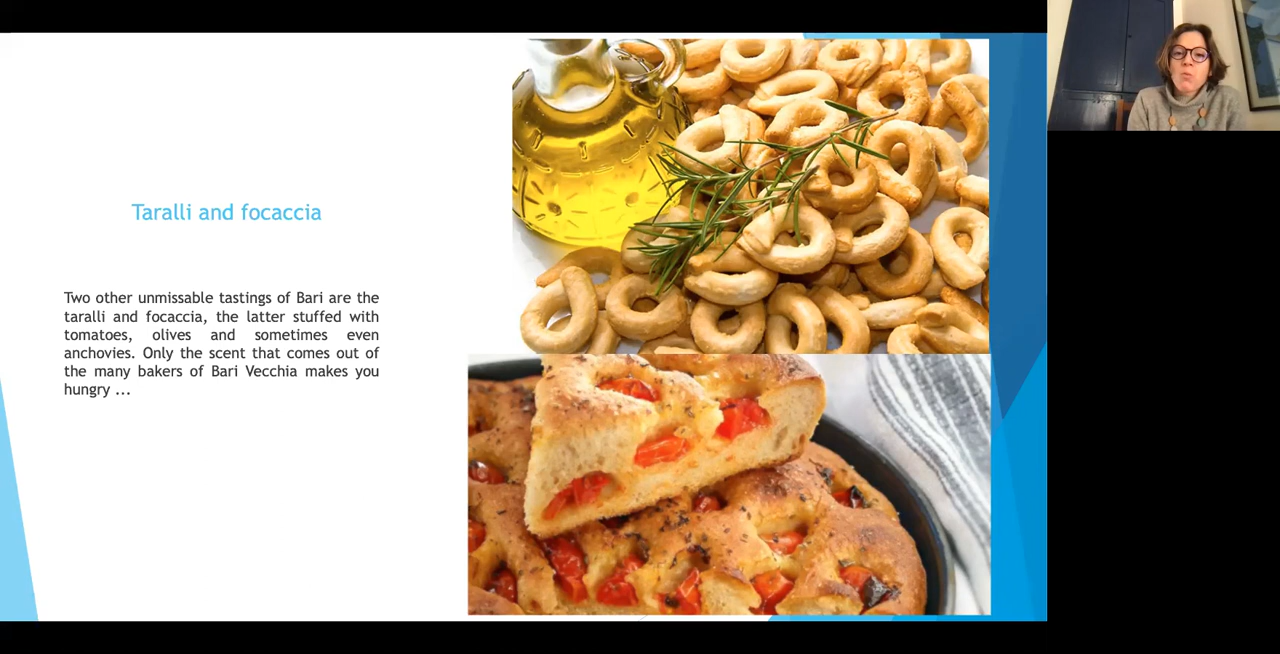 Taralli and focaccia
Two other unmissable tastings of Bari are the
taralli and focaccia, the latter stuffed with
tomatoes, olives and sometimes even
anchovies. Only the scent that comes out of
the many bakers of Bari Vecchia makes you
hungry ...